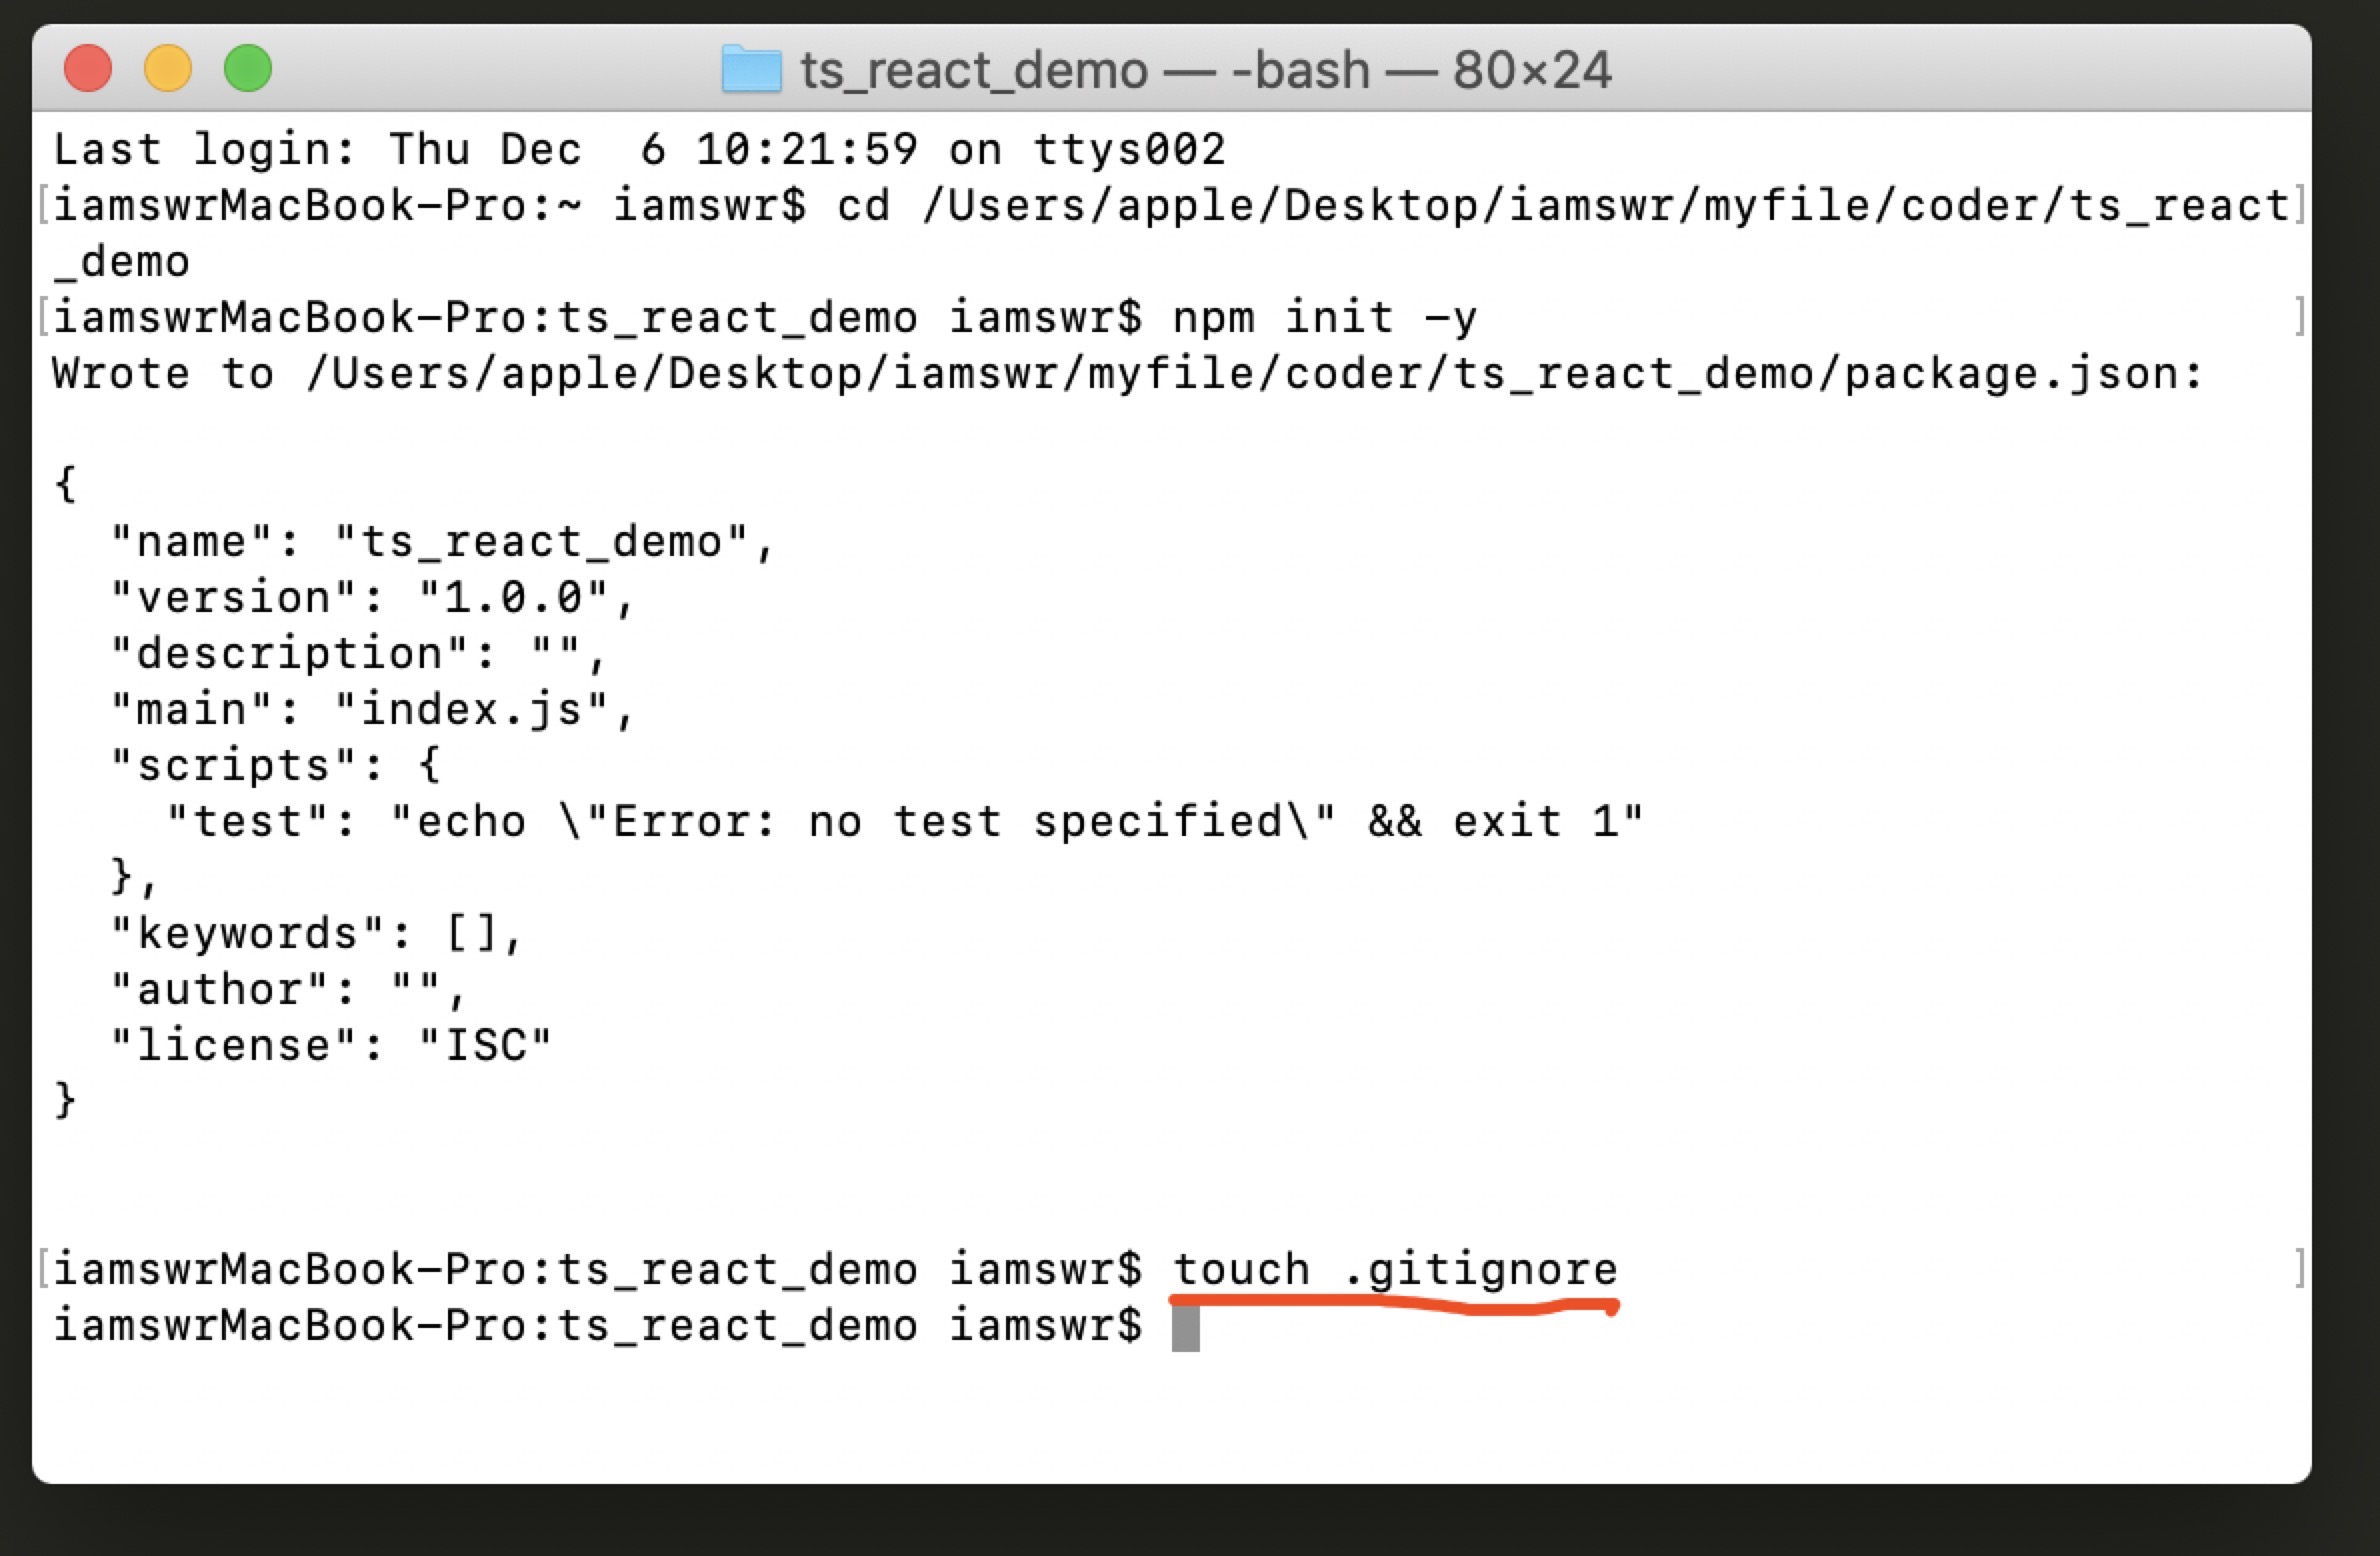 ts_react_demo — -bash — 80×24
Last login: Thu Dec  6 10:21:59 on ttys002
[iamswrMacBook-Pro:~ iamswr$ cd /Users/apple/Desktop/iamswr/myfile/coder/ts_react]
_demo
[iamswrMacBook-Pro:ts_react_demo iamswr$ npm init -y ]
Wrote to /Users/apple/Desktop/iamswr/myfile/coder/ts_react_demo/package.json:
{
  "name": "ts_react_demo",
  "version": "1.0.0",
  "description": "",
  "main": "index.js",
  "scripts": {
    "test": "echo \"Error: no test specified\" && exit 1"
  },
  "keywords": [],
  "author": "",
  "license": "ISC"
}
[iamswrMacBook-Pro:ts_react_demo iamswr$ touch .gitignore ]
iamswrMacBook-Pro:ts_react_demo iamswr$